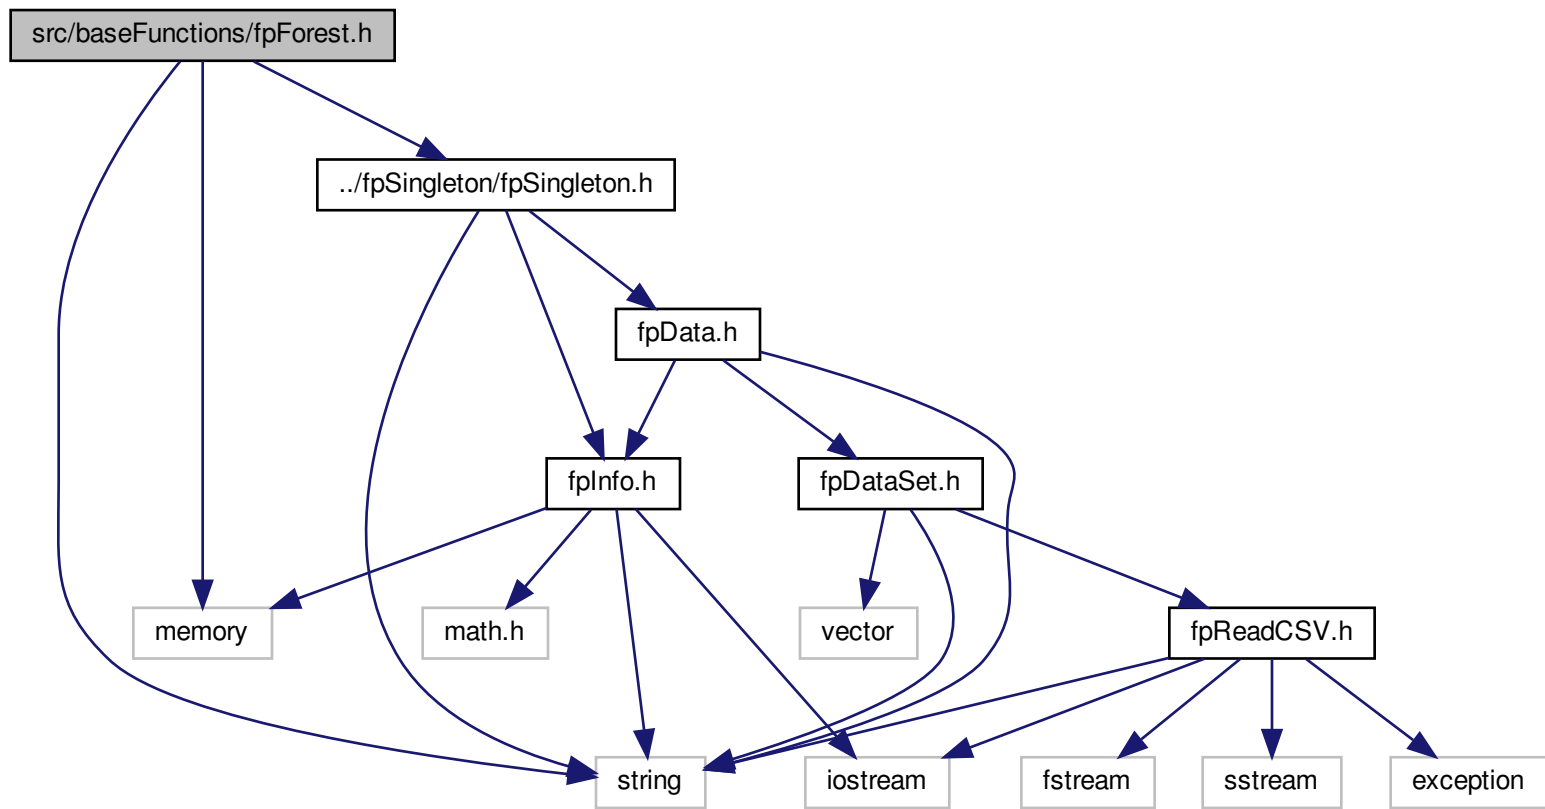 src/baseFunctions/fpForest.h
../fpSingleton/fpSingleton.h
fpData.h
fpInfo.h
fpDataSet.h
memory
math.h
vector
fpReadCSV.h
string
iostream
fstream
sstream
exception